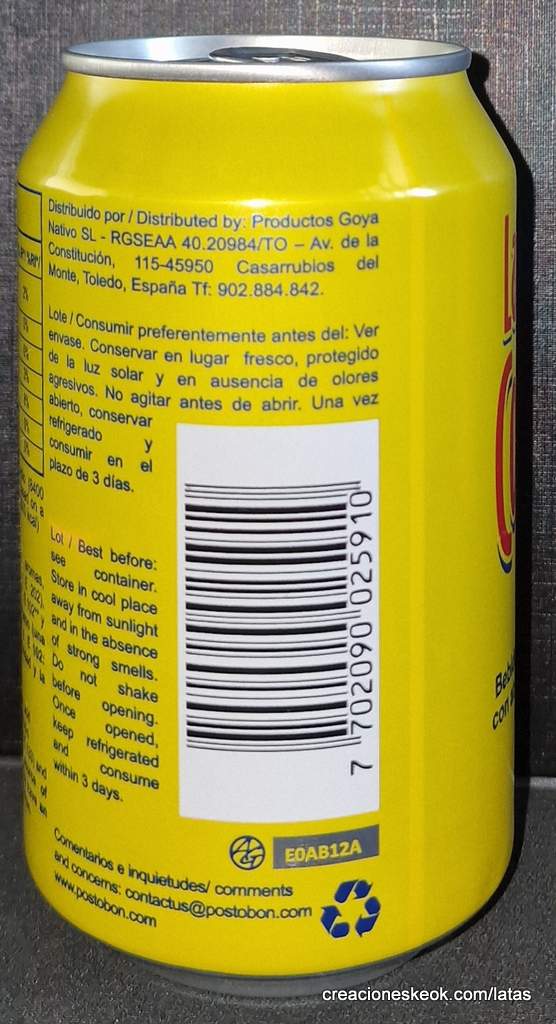 Distribuido por / Distributed by: Productos Goya
Nativo SL - RGSEAA 40.20984/TO – Av. de la
Constitución, 115-45950 Casarrubios del
Monte, Toledo, España Tf: 902.884.842.
Lote / Consumir preferentemente antes del: Ver
envase. Conservar en lugar fresco, protegido
de la luz solar y en ausencia de olores
agresivos. No agitar antes de abrir. Una vez
abierto, conservar
refrigerado y
consumir en el
plazo de 3 días.
Lot / Best before:
see container.
Store in cool place
away from sunlight
and in the absence
of strong smells.
Do not shake
before opening.
Once opened,
keep refrigerated
and consume
within 3 days.
7 702090 025910
E0AB12A
Comentarios e inquietudes/ comments
and concerns: contactus@postobon.com
www.postobon.com
creacioneskeok.com/latas